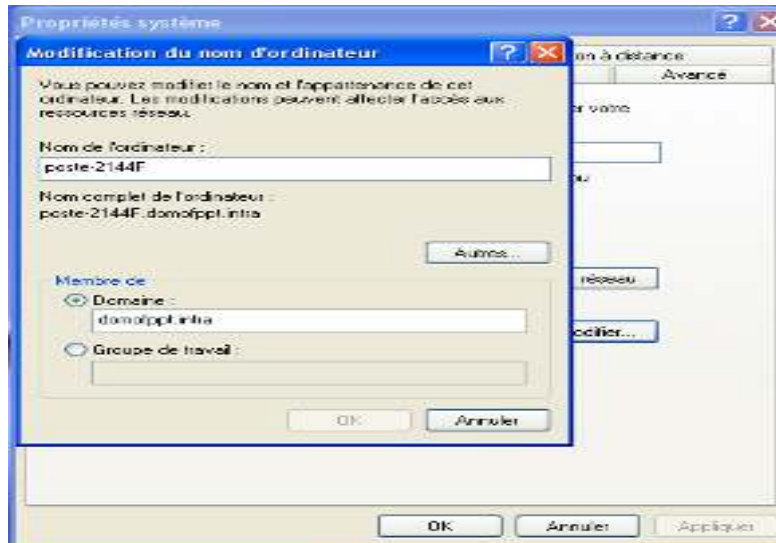 Propriétés système
Modification du nom d'ordinateur
on à distance
Avancé
Vous pouvez modifier le nom et l'appartenance de cet
ordinateur. Les modifications peuvent affecter l'accès aux
ressources réseau.
er votre
Nom de l'ordinateur :
poste-2144F
ou
Nom complet de l'ordinateur :
poste-2144F.domofppt.intra
Autres...
Membre de
réseau
Domaine :
domofppt.intra
odifier...
Groupe de travail :
OK
Annuler
OK
Annuler
Appliquer